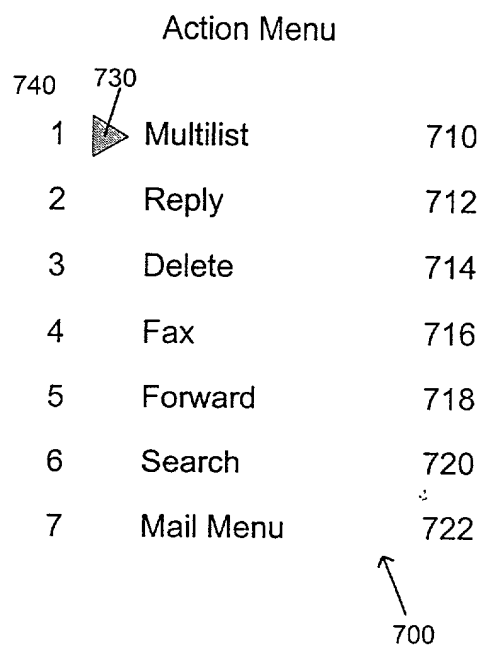 Action Menu
740 730
1 Multilist 710
2 Reply 712
3 Delete 714
4 Fax 716
5 Forward 718
6 Search 720
7 Mail Menu 722
700